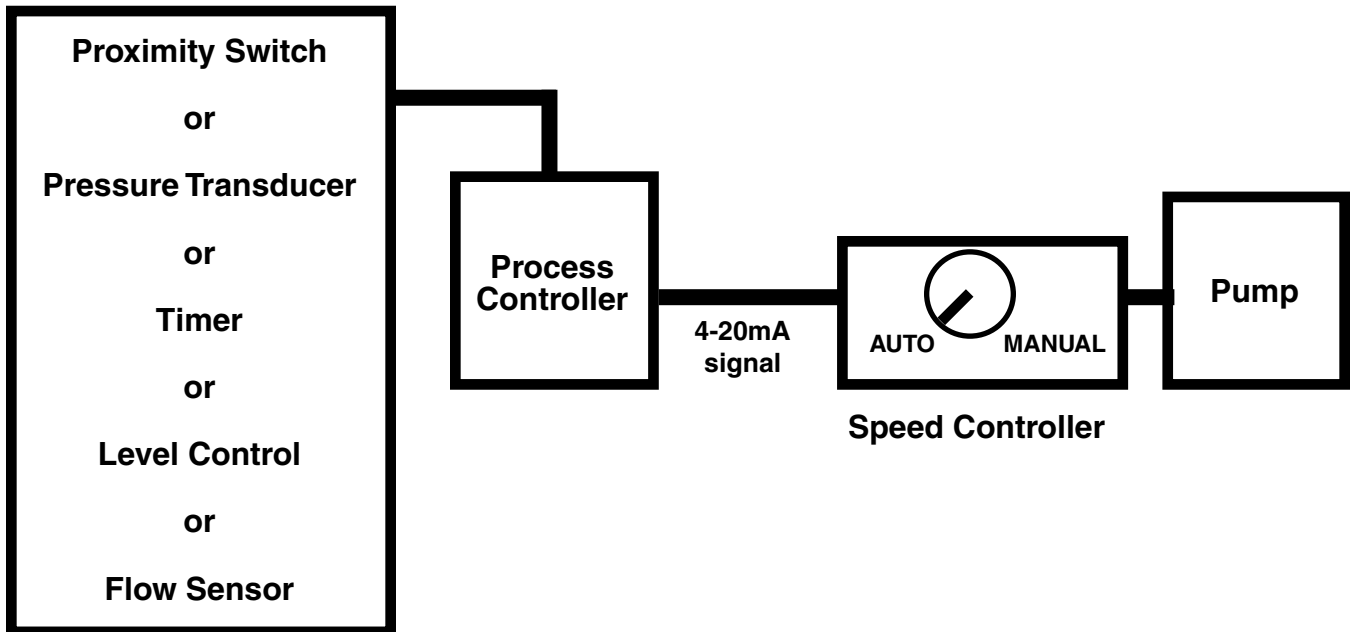 Proximity Switch
or
Pressure Transducer
or
Timer
or
Level Control
or
Flow Sensor
Process
Controller
4-20mA
signal
AUTO
MANUAL
Speed Controller
Pump